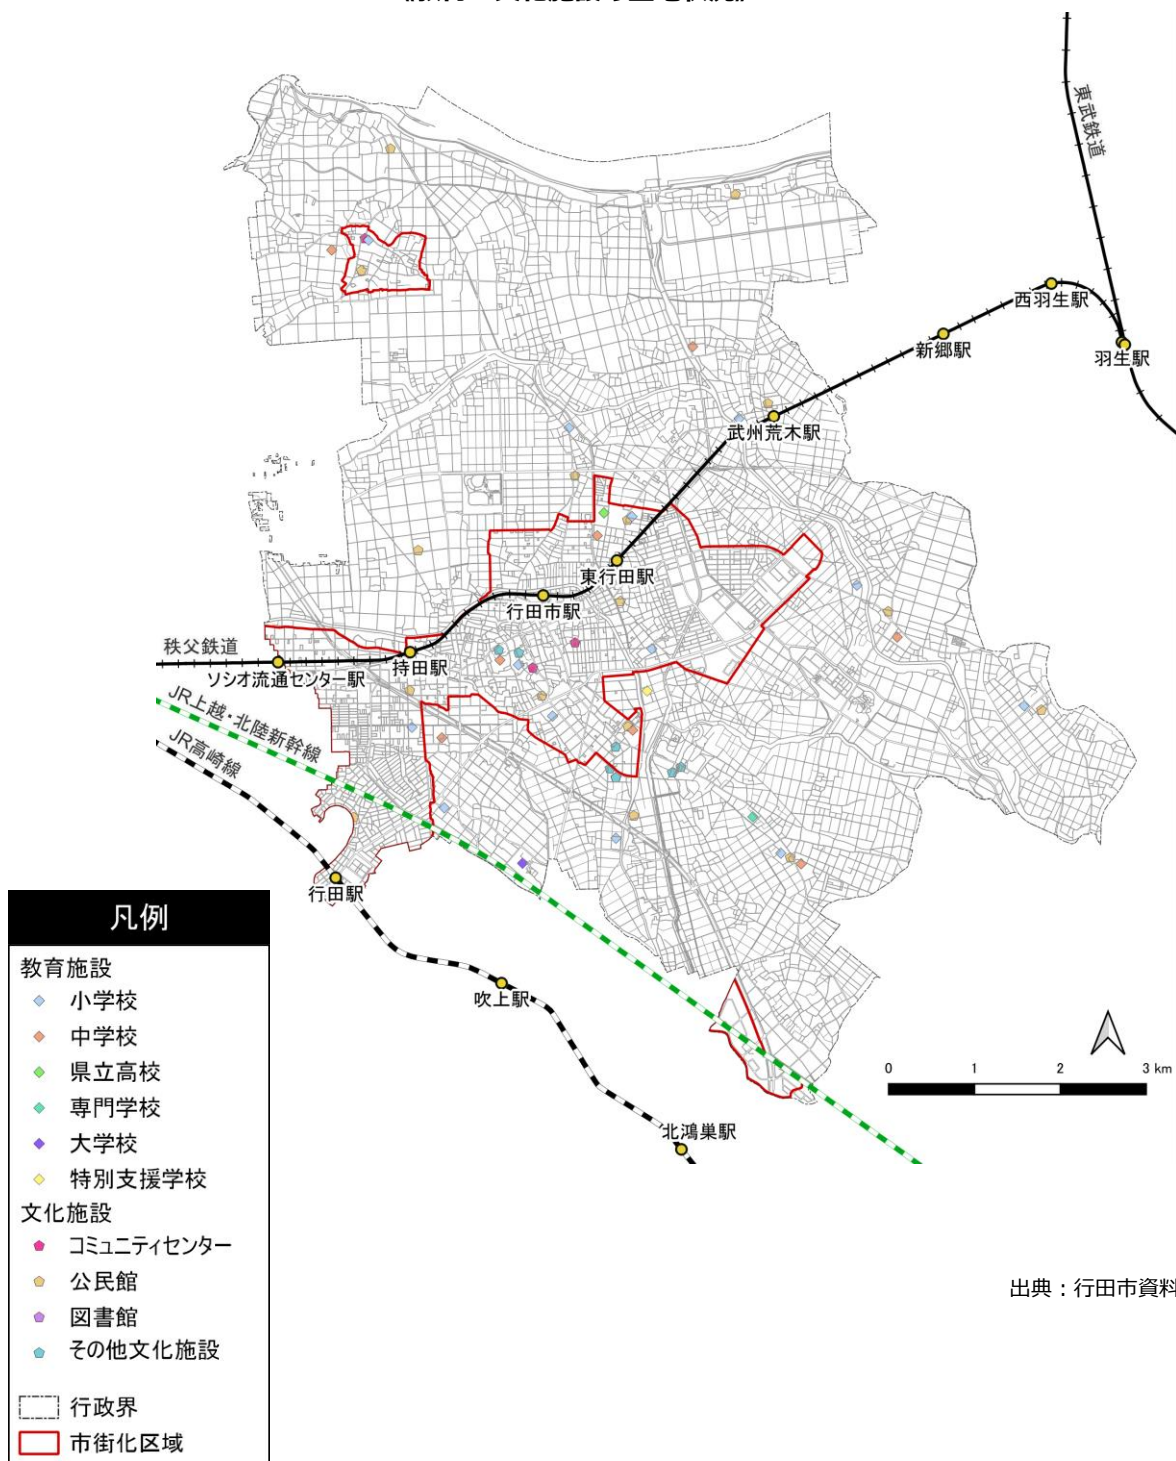 東武鉄道
西羽生駅
新郷駅
羽生駅
武州荒木駅
東行田駅
行田市駅
秩父鉄道
持田駅
ソシオ流通センター駅
JR上越・北陸新幹線
JR高崎線
行田駅
吹上駅
北鴻巣駅
0 1 2 3 km
凡例
教育施設
小学校
中学校
県立高校
専門学校
大学校
特別支援学校
文化施設
コミュニティセンター
公民館
図書館
その他文化施設
行政界
市街化区域
出典：行田市資料